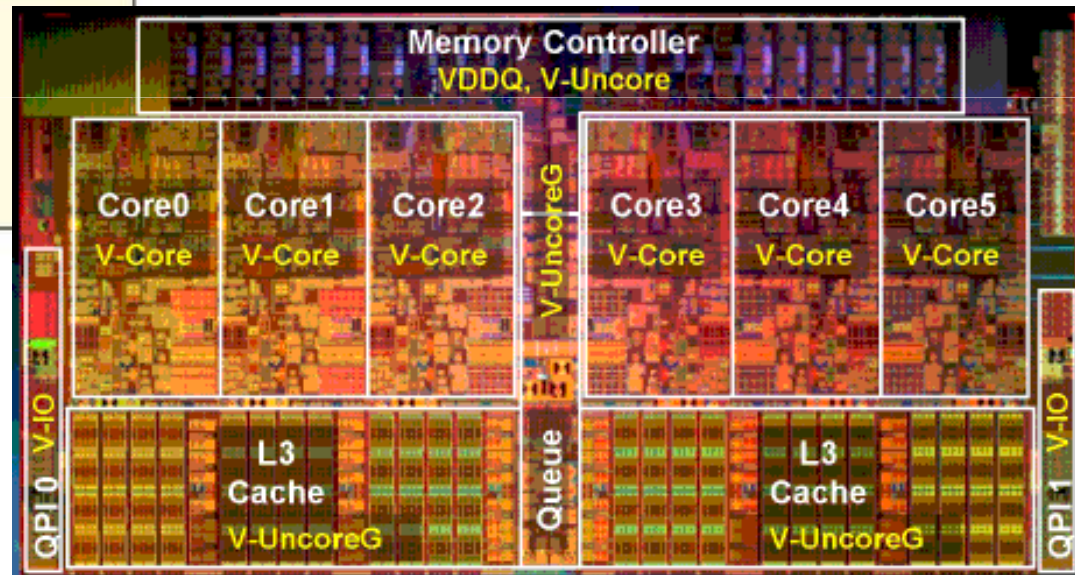 Memory Controller
VDDQ, V-Uncore
Core0
V-Core
Core1
V-Core
Core2
V-Core
V-UncoreG
Core3
V-Core
Core4
V-Core
Core5
V-Core
QPI 0
V-IO
L3
Cache
V-UncoreG
Queue
L3
Cache
V-UncoreG
QPI 1
V-IO